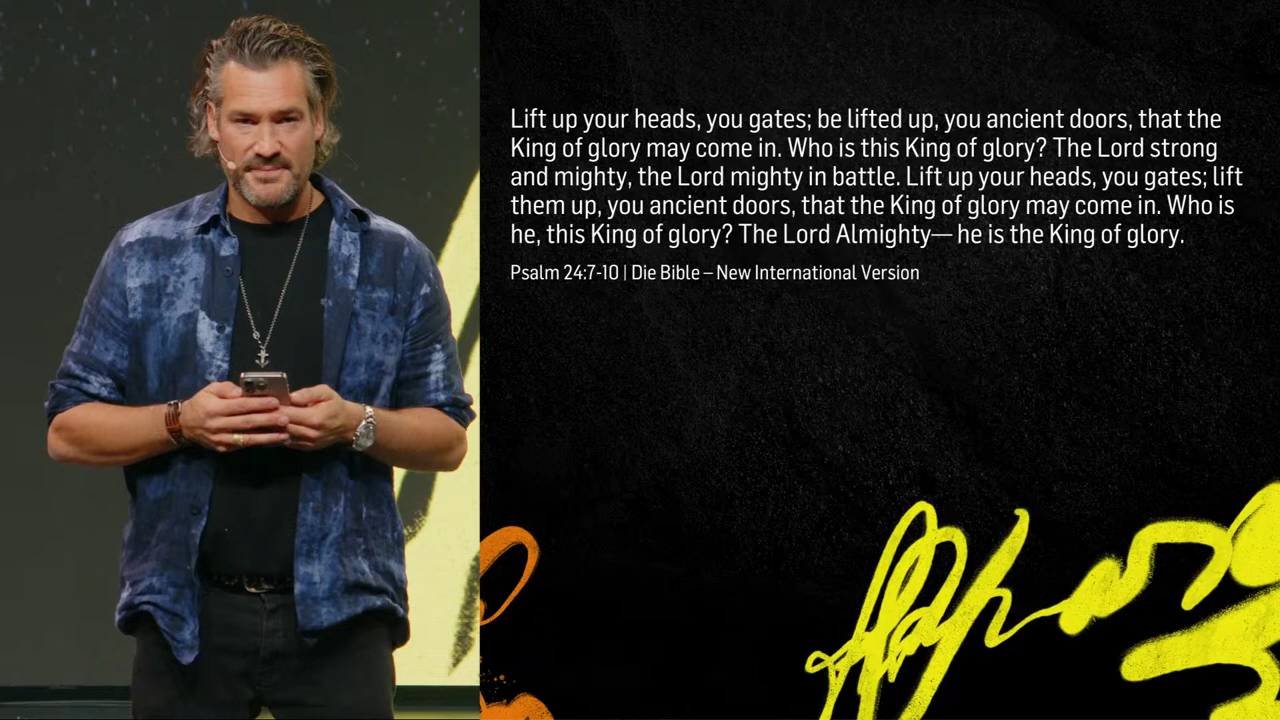 Lift up your heads, you gates; be lifted up, you ancient doors, that the
King of glory may come in. Who is this King of glory? The Lord strong
and mighty, the Lord mighty in battle. Lift up your heads, you gates; lift
them up, you ancient doors, that the King of glory may come in. Who is
he, this King of glory? The Lord Almighty— he is the King of glory.
Psalm 24:7-10 | Die Bible – New International Version